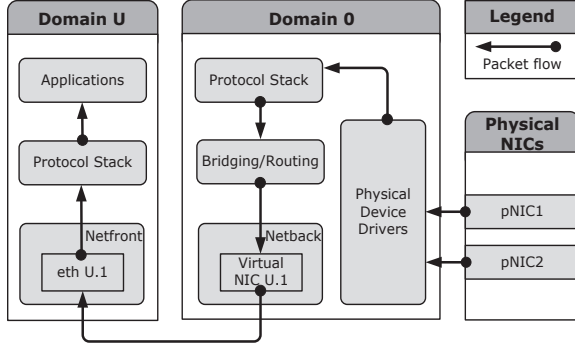 Domain U
Applications
Protocol Stack
Netfront
eth U.1
Domain 0
Protocol Stack
Bridging/Routing
Netback
Virtual
NIC U.1
Physical
Device
Drivers
Legend
Packet flow
Physical
NICs
pNIC1
pNIC2